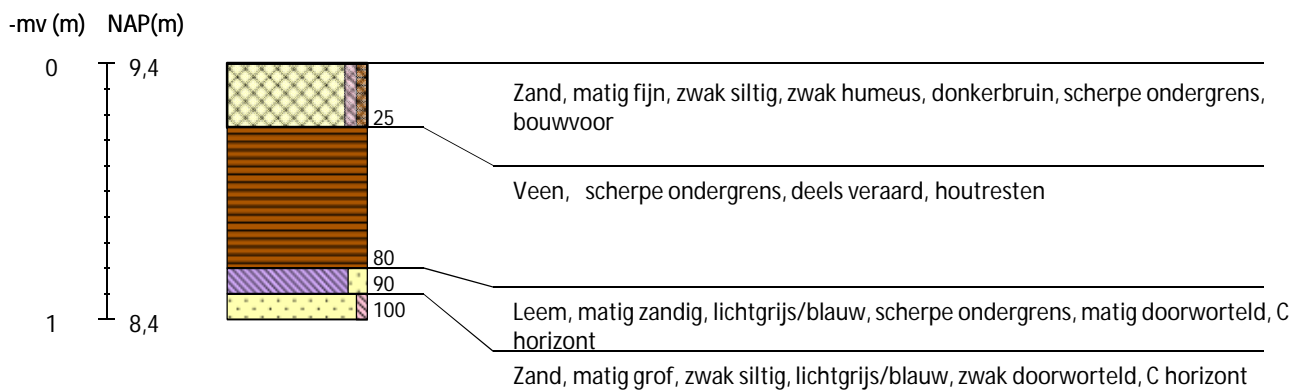 -mv (m) NAP(m)
0 9,4
Zand, matig fijn, zwak siltig, zwak humeus, donkerbruin, scherpe ondergrens,
bouwvoor
25
Veen, scherpe ondergrens, deels veraard, houtresten
80
90
Leem, matig zandig, lichtgrijs/blauw, scherpe ondergrens, matig doorworteld, C
horizont
100
1 8,4
Zand, matig grof, zwak siltig, lichtgrijs/blauw, zwak doorworteld, C horizont